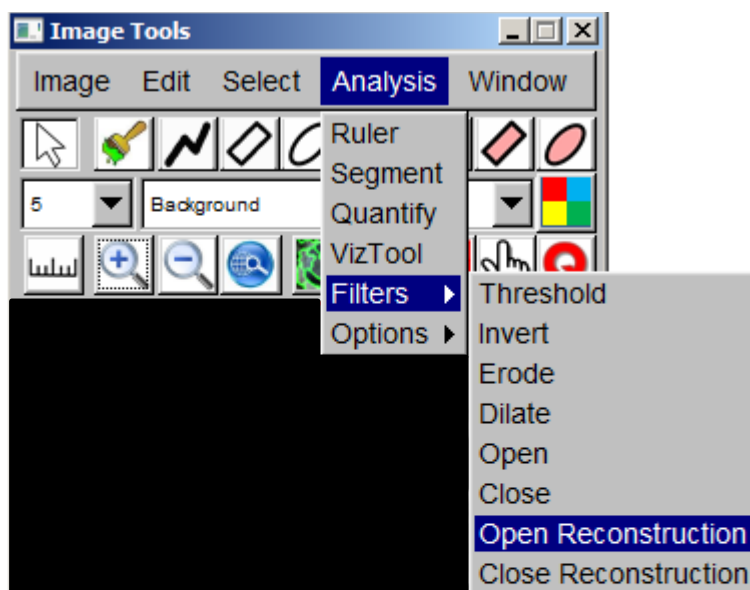 Image Tools
Image Edit Select Analysis Window
Ruler
Segment
5 Background
Quantify
VizTool
Filters
Options
Threshold
Invert
Erode
Dilate
Open
Close
Open Reconstruction
Close Reconstruction